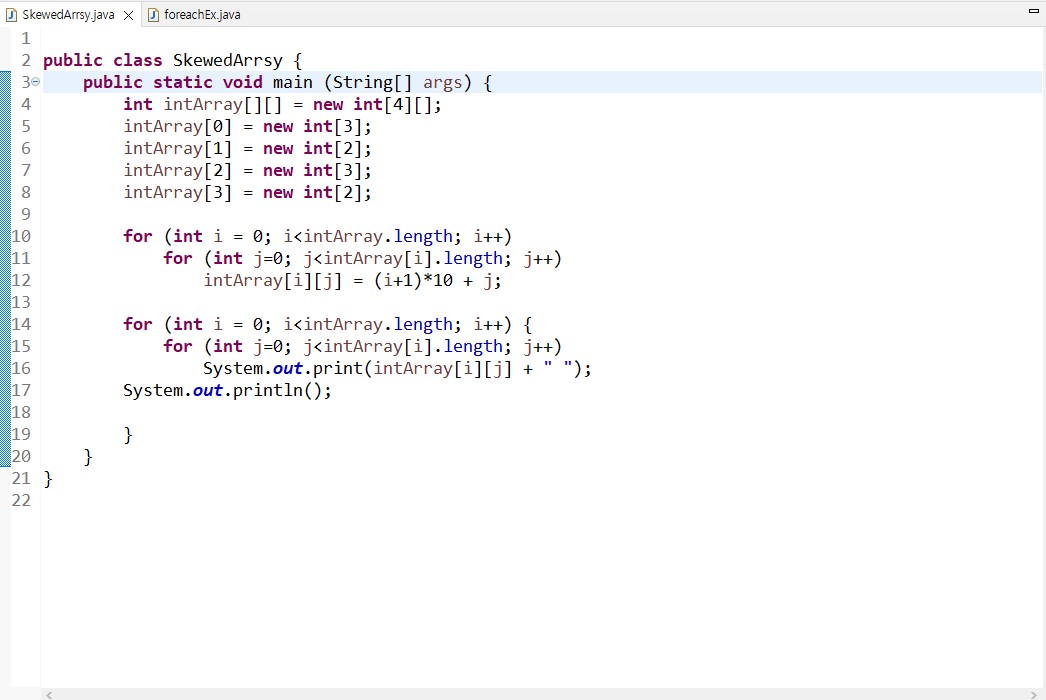 SkewedArrsy.java foreachEx.java
1
2 public class SkewedArrsy {
3 public static void main (String[] args) {
4 int intArray[][] = new int[4][];
5 intArray[0] = new int[3];
6 intArray[1] = new int[2];
7 intArray[2] = new int[3];
8 intArray[3] = new int[2];
9
10 for (int i = 0; i<intArray.length; i++)
11 for (int j=0; j<intArray[i].length; j++)
12 intArray[i][j] = (i+1)*10 + j;
13
14 for (int i = 0; i<intArray.length; i++) {
15 for (int j=0; j<intArray[i].length; j++)
16 System.out.print(intArray[i][j] + " ");
17 System.out.println();
18
19 }
20 }
21 }
22